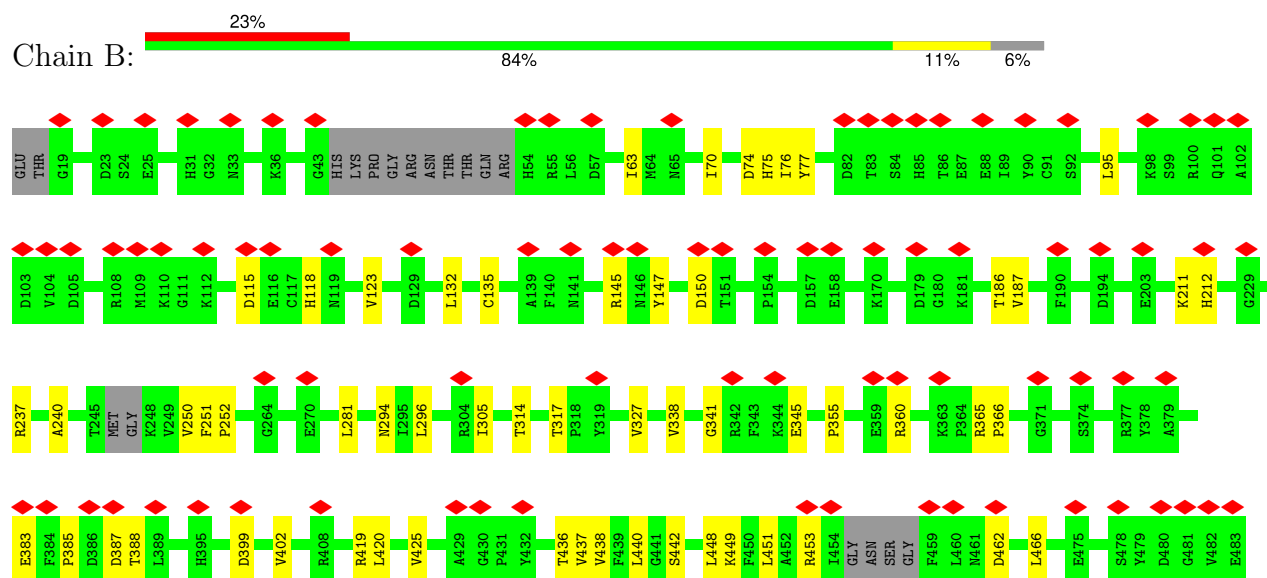 23%
Chain B:
84% 11% 6%
GLU THR G19 D23 S24 E25 H31 G32 N33 K36 G43 HIS LYS PRO GLY ARG ASN THR THR GLN ARG H54 R55 L56 D57 I63 M64 N65 I70 D74 H75 I76 Y77 D82 T83 S84 H85 T86 E87 E88 I89 Y90 C91 S92 L95 K98 S99 R100 Q101 A102
D103 V104 D105 R108 M109 K110 G111 K112 D115 E116 C117 H118 N119 V123 D129 L132 C135 A139 F140 N141 R145 N146 Y147 D150 T151 P154 D157 E158 K170 D179 G180 K181 T186 V187 F190 D194 E203 K211 H212 G229
R237 A240 T245 MET GLY K248 V249 V250 F251 P252 G264 E270 L281 N294 I295 L296 R304 I305 T314 T317 P318 Y319 V327 V338 G341 R342 F343 K344 E345 P355 E359 R360 K363 P364 R365 P366 G371 S374 R377 Y378 A379
E383 F384 P385 D386 D387 T388 L389 H395 D399 V402 R408 R419 L420 V425 A429 G430 P431 Y432 T436 V437 V438 F439 L440 G441 S442 L448 K449 F450 L451 A452 R453 I454 GLY ASN SER GLY F459 L460 N461 D462 L466 E475 S478 Y479 D480 G481 V482 E483